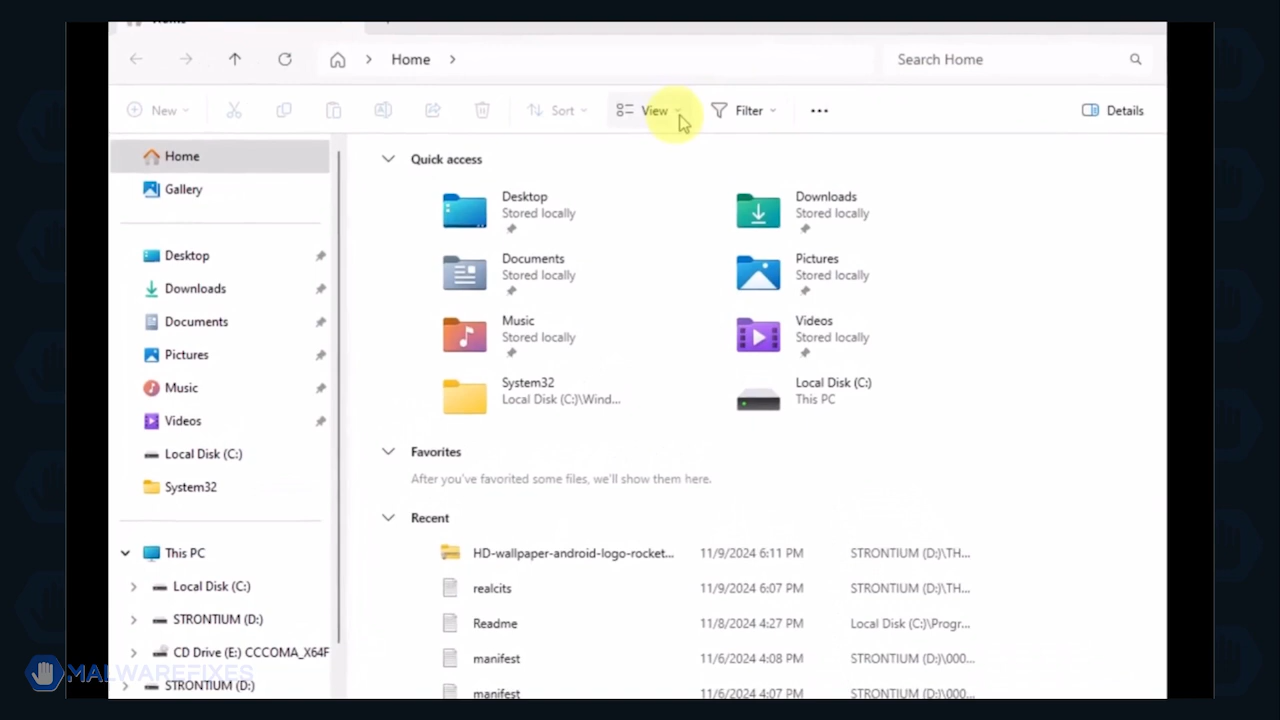 Home
Home
Search Home
New
Sort
View
Filter
Details
Home
Gallery
Desktop
Downloads
Documents
Pictures
Music
Videos
Local Disk (C:)
System32
This PC
Local Disk (C:)
STRONTIUM (D:)
CD Drive (E:) CCCOMA_X64F
STRONTIUM (D:)
Quick access
Desktop
Stored locally
Downloads
Stored locally
Documents
Stored locally
Pictures
Stored locally
Music
Stored locally
Videos
Stored locally
System32
Local Disk (C:)\Wind...
Local Disk (C:)
This PC
Favorites
After you've favorited some files, we'll show them here.
Recent
HD-wallpaper-android-logo-rocket... 11/9/2024 6:11 PM STRONTIUM (D:)\TH...
realcits 11/9/2024 6:07 PM STRONTIUM (D:)\TH...
Readme 11/8/2024 4:27 PM Local Disk (C:)\Progr...
manifest 11/6/2024 4:08 PM STRONTIUM (D:)\000...
manifest 11/6/2024 4:07 PM STRONTIUM (D:)\000...
MALWAREFIXES